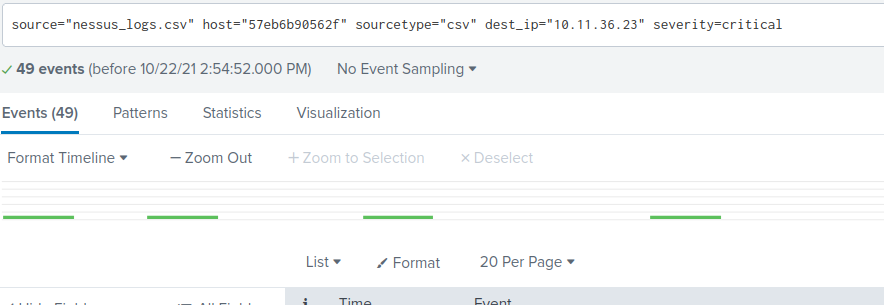 source="nessus_logs.csv" host="57eb6b90562f" sourcetype="csv" dest_ip="10.11.36.23" severity=critical
✓ 49 events (before 10/22/21 2:54:52.000 PM) No Event Sampling ▾
Events (49) Patterns Statistics Visualization
Format Timeline ▾ — Zoom Out + Zoom to Selection × Deselect
List ▾ Format 20 Per Page ▾
Hide Fields All Fields i Time Event